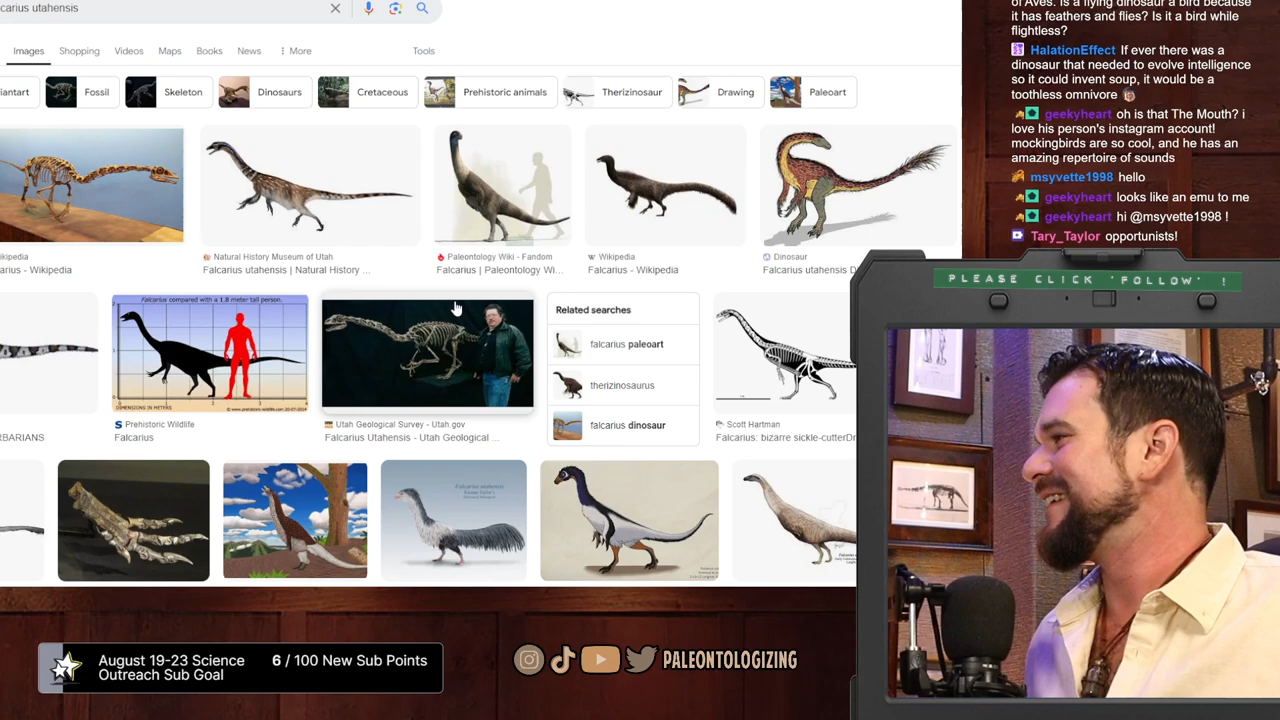 carius utahensis
of Aves. Is a flying dinosaur a bird because
it has feathers and flies? Is it a bird while
flightless?
HalationEffect If ever there was a
dinosaur that needed to evolve intelligence
so it could invent soup, it would be a
toothless omnivore
geekyheart oh is that The Mouth? i
love his person's instagram account!
mockingbirds are so cool, and he has an
amazing repertoire of sounds
msyvette1998 hello
geekyheart looks like an emu to me
geekyheart hi @msyvette1998 !
Tary_Taylor opportunists!
Images Shopping Videos Maps Books News More Tools
iantart Fossil Skeleton Dinosaurs Cretaceous Prehistoric animals Therizinosaur Drawing Paleoart
ikipedia
arius - Wikipedia
Natural History Museum of Utah
Falcarius utahensis | Natural History ...
Paleontology Wiki - Fandom
Falcarius | Paleontology Wi...
Wikipedia
Falcarius - Wikipedia
Dinosaur
Falcarius utahensis D
Falcarius compared with a 1.8 meter tall person.
DIMENSIONS IN METERS
Related searches
falcarius paleoart
therizinosaurus
falcarius dinosaur
RBARIANS
Prehistoric Wildlife
Falcarius
Utah Geological Survey - Utah.gov
Falcarius Utahensis - Utah Geological ...
Scott Hartman
Falcarius: bizarre sickle-cutterDr
Falcarius utahensis
PLEASE CLICK 'FOLLOW' !
August 19-23 Science
Outreach Sub Goal
6 / 100 New Sub Points
PALEONTOLOGIZING